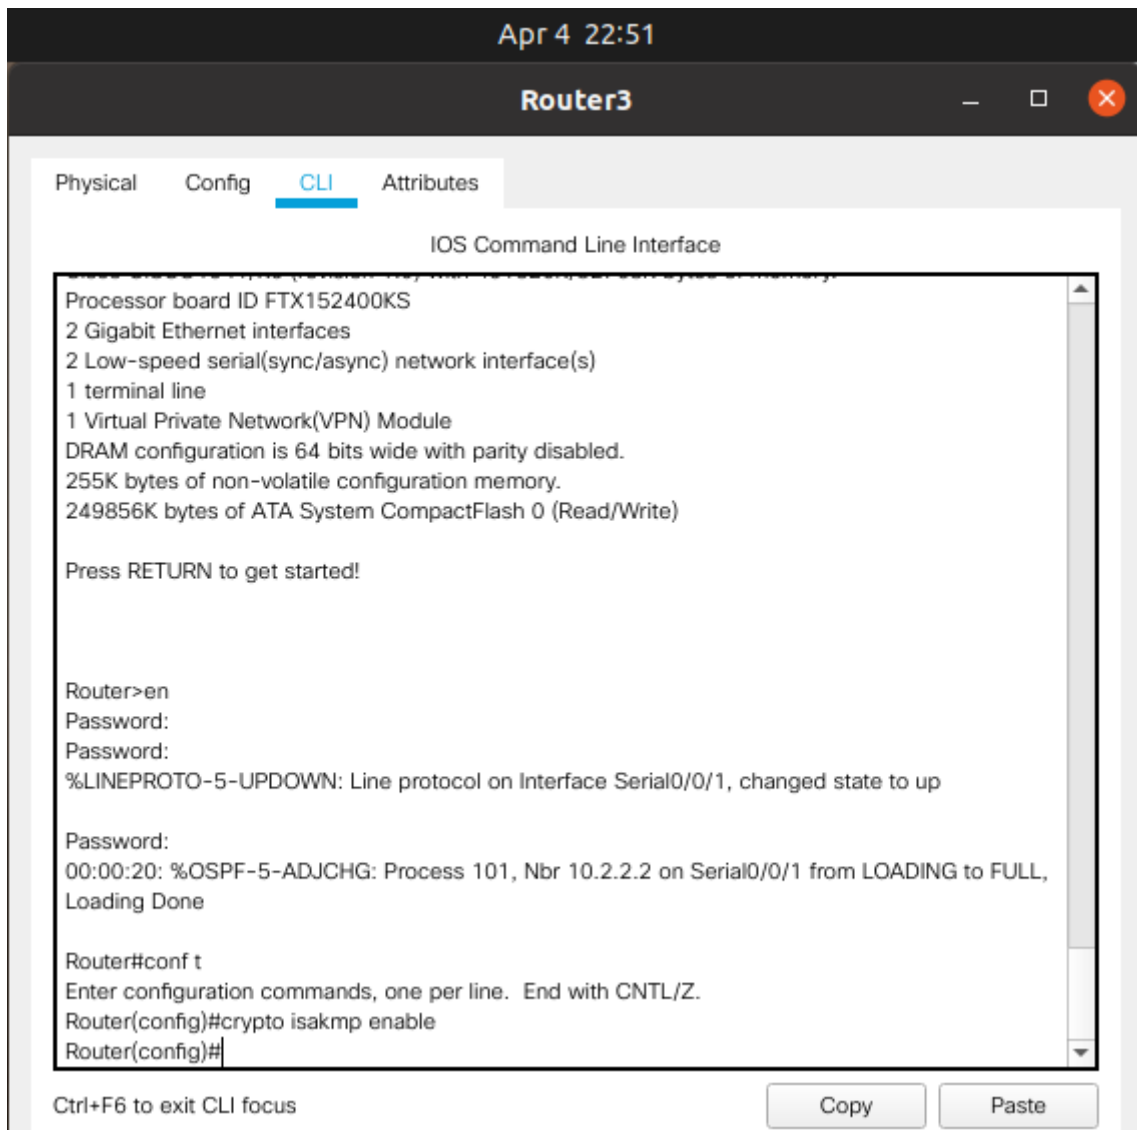 Apr 4 22:51
Router3
Physical Config CLI Attributes
IOS Command Line Interface
Processor board ID FTX152400KS
2 Gigabit Ethernet interfaces
2 Low-speed serial(sync/async) network interface(s)
1 terminal line
1 Virtual Private Network(VPN) Module
DRAM configuration is 64 bits wide with parity disabled.
255K bytes of non-volatile configuration memory.
249856K bytes of ATA System CompactFlash 0 (Read/Write)
Press RETURN to get started!
Router>en
Password:
Password:
%LINEPROTO-5-UPDOWN: Line protocol on Interface Serial0/0/1, changed state to up
Password:
00:00:20: %OSPF-5-ADJCHG: Process 101, Nbr 10.2.2.2 on Serial0/0/1 from LOADING to FULL,
Loading Done
Router#conf t
Enter configuration commands, one per line. End with CNTL/Z.
Router(config)#crypto isakmp enable
Router(config)#
Ctrl+F6 to exit CLI focus
Copy
Paste